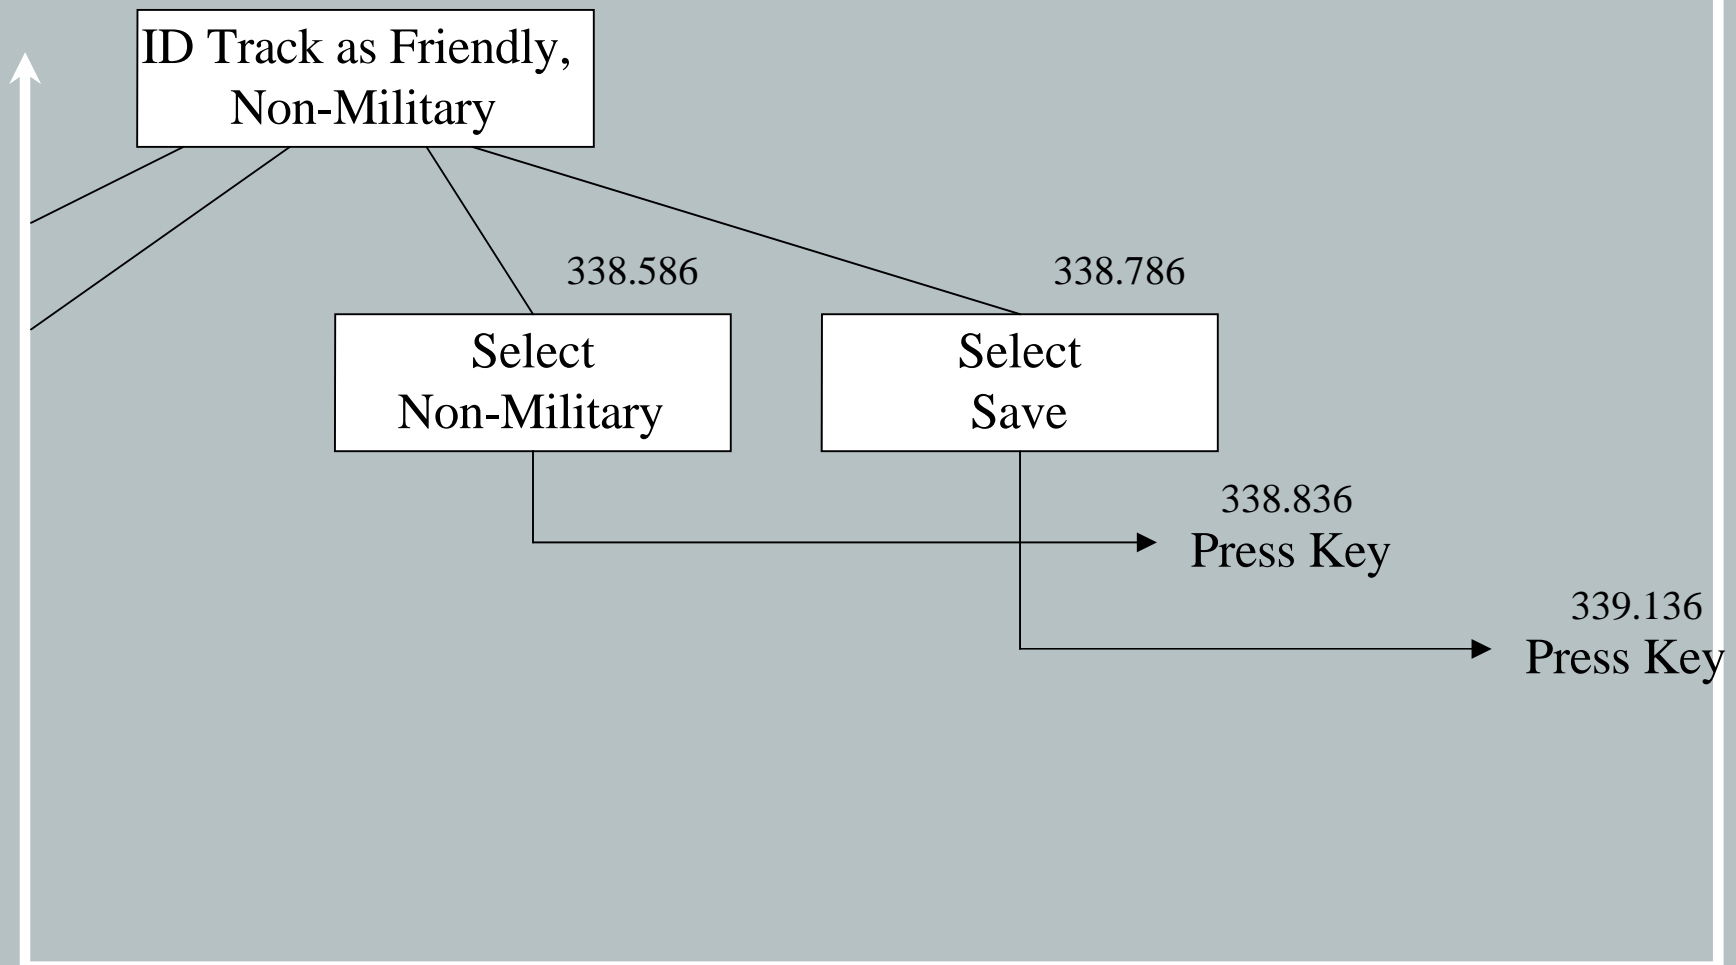 ID Track as Friendly,
Non-Military
338.586
338.786
Select
Non-Military
Select
Save
338.836
Press Key
339.136
Press Key